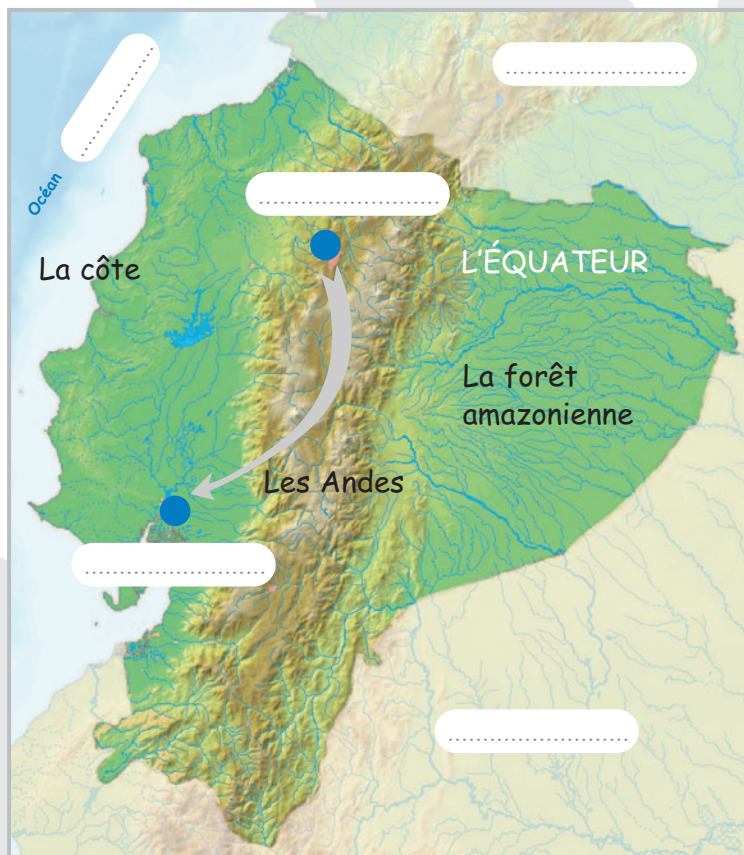 Océan
La côte
L'ÉQUATEUR
La forêt
amazonienne
Les Andes